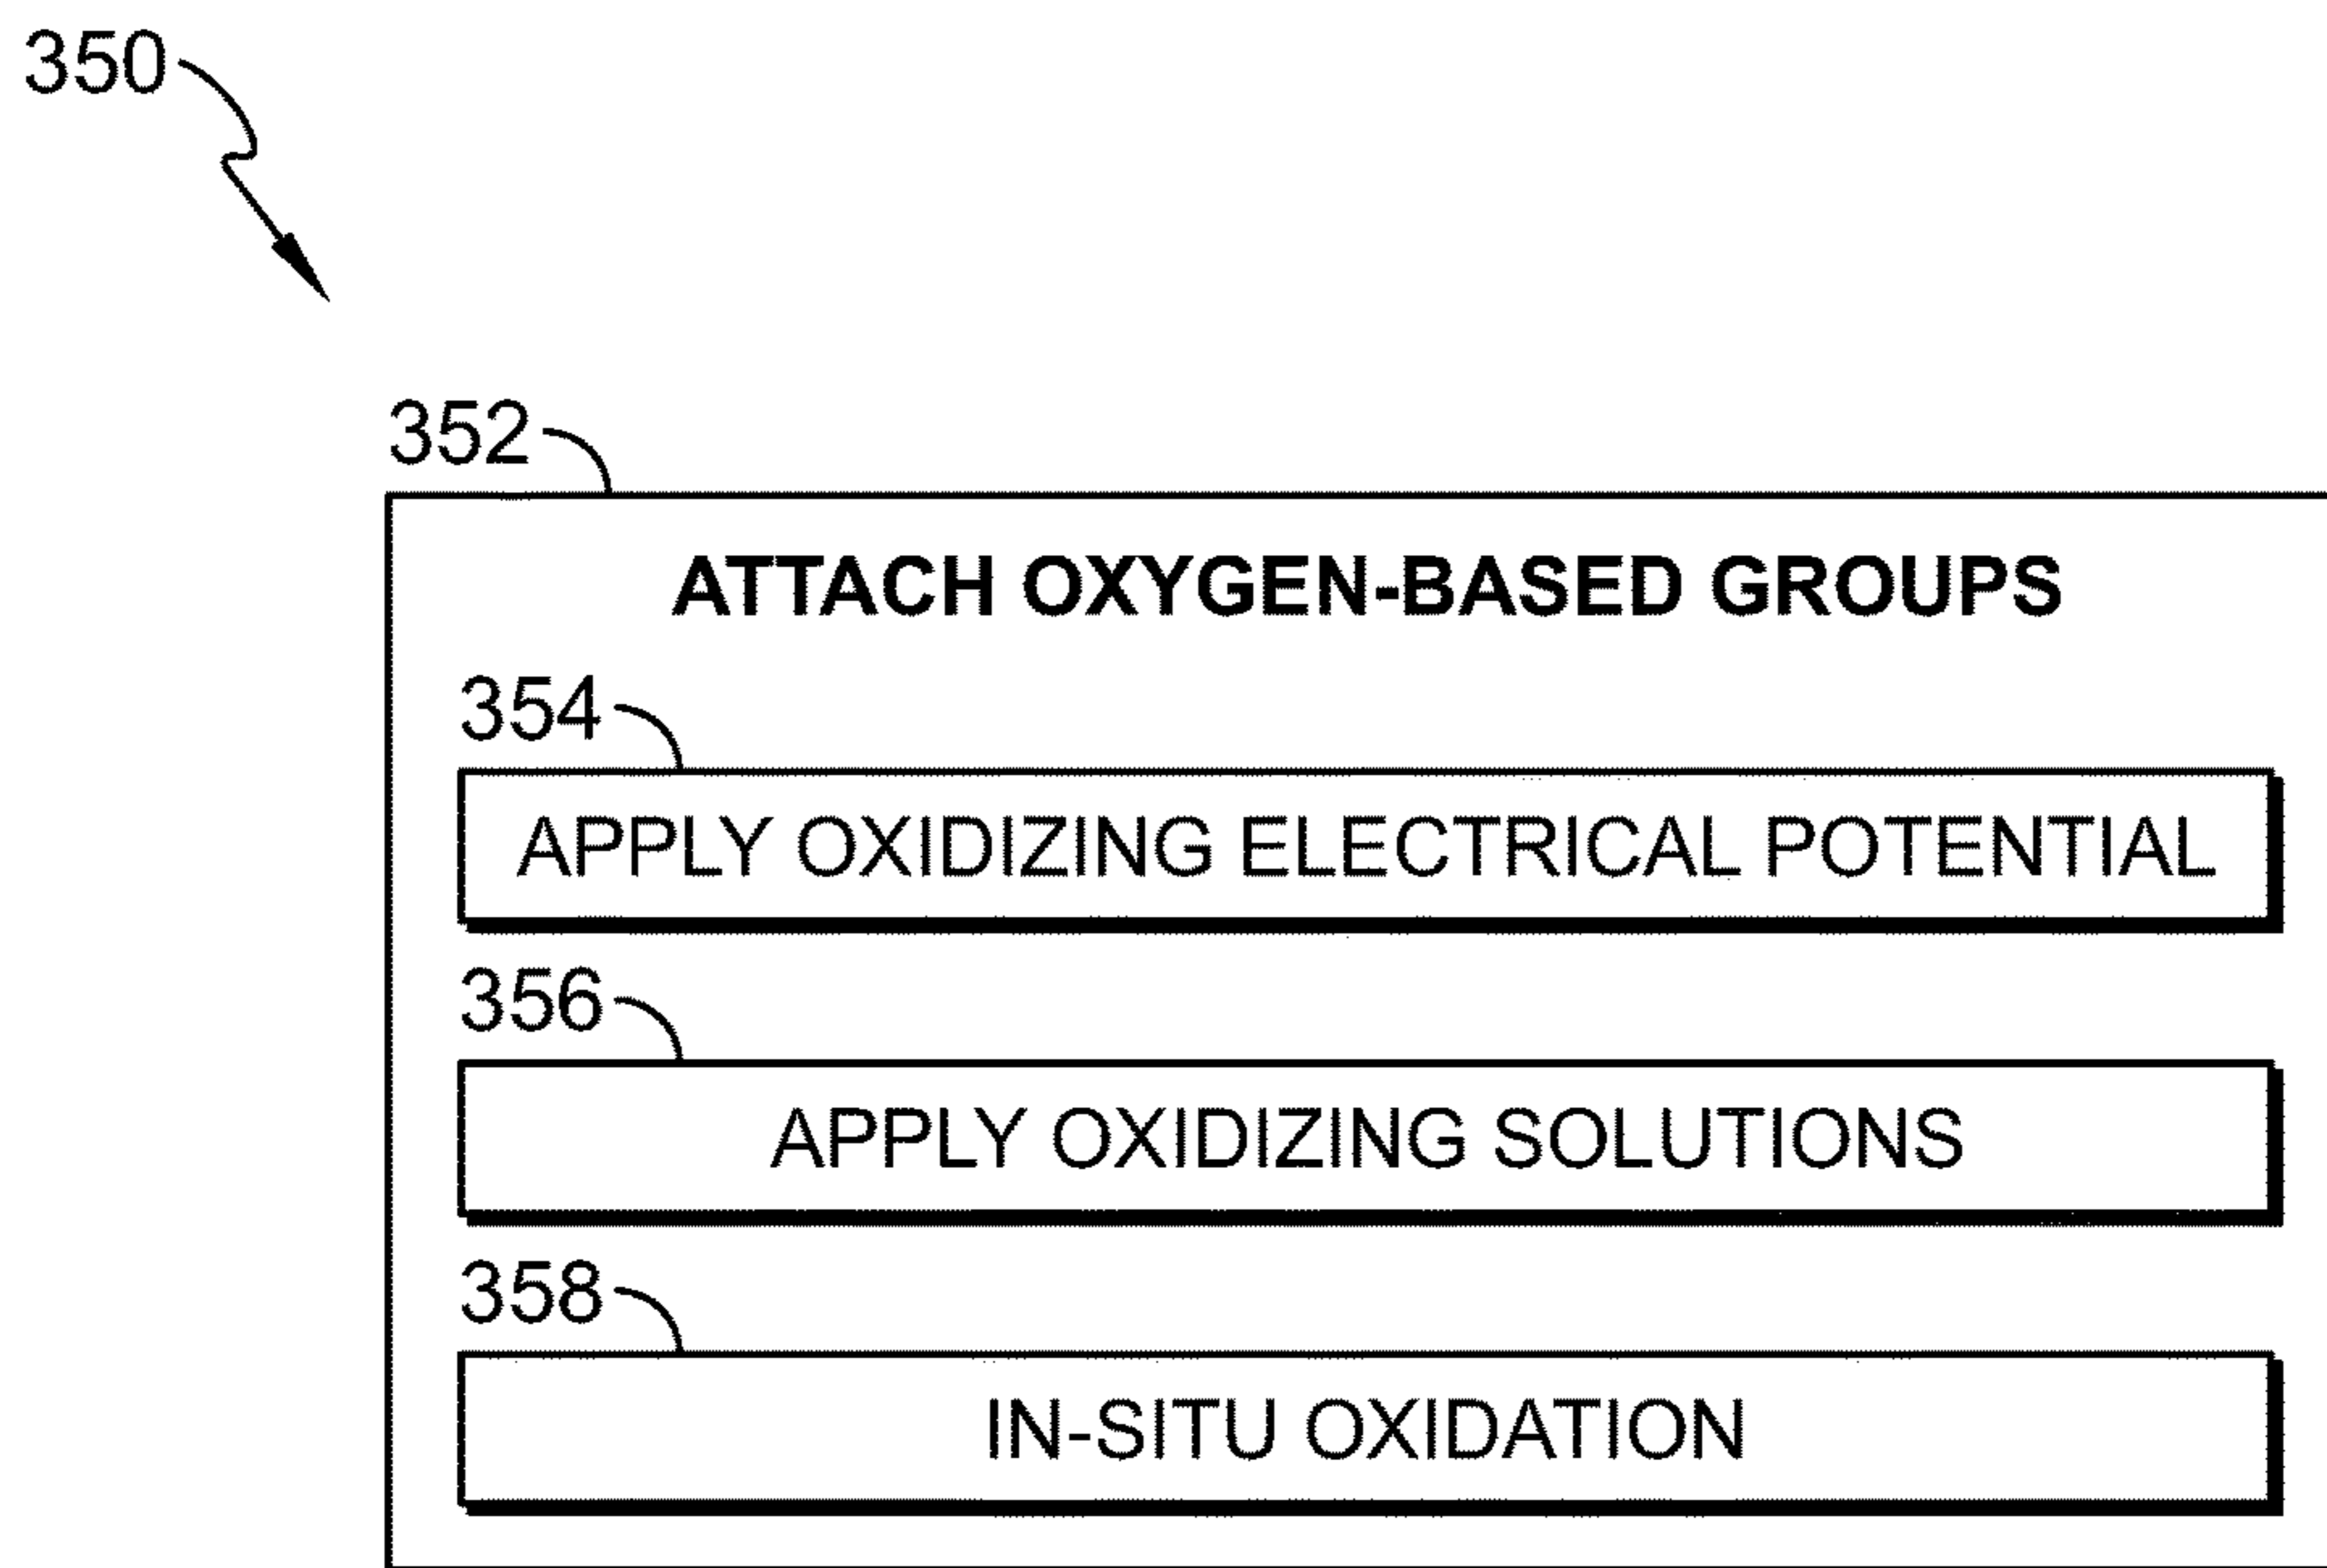 350
352
ATTACH OXYGEN-BASED GROUPS
354
APPLY OXIDIZING ELECTRICAL POTENTIAL
356
APPLY OXIDIZING SOLUTIONS
358
IN-SITU OXIDATION